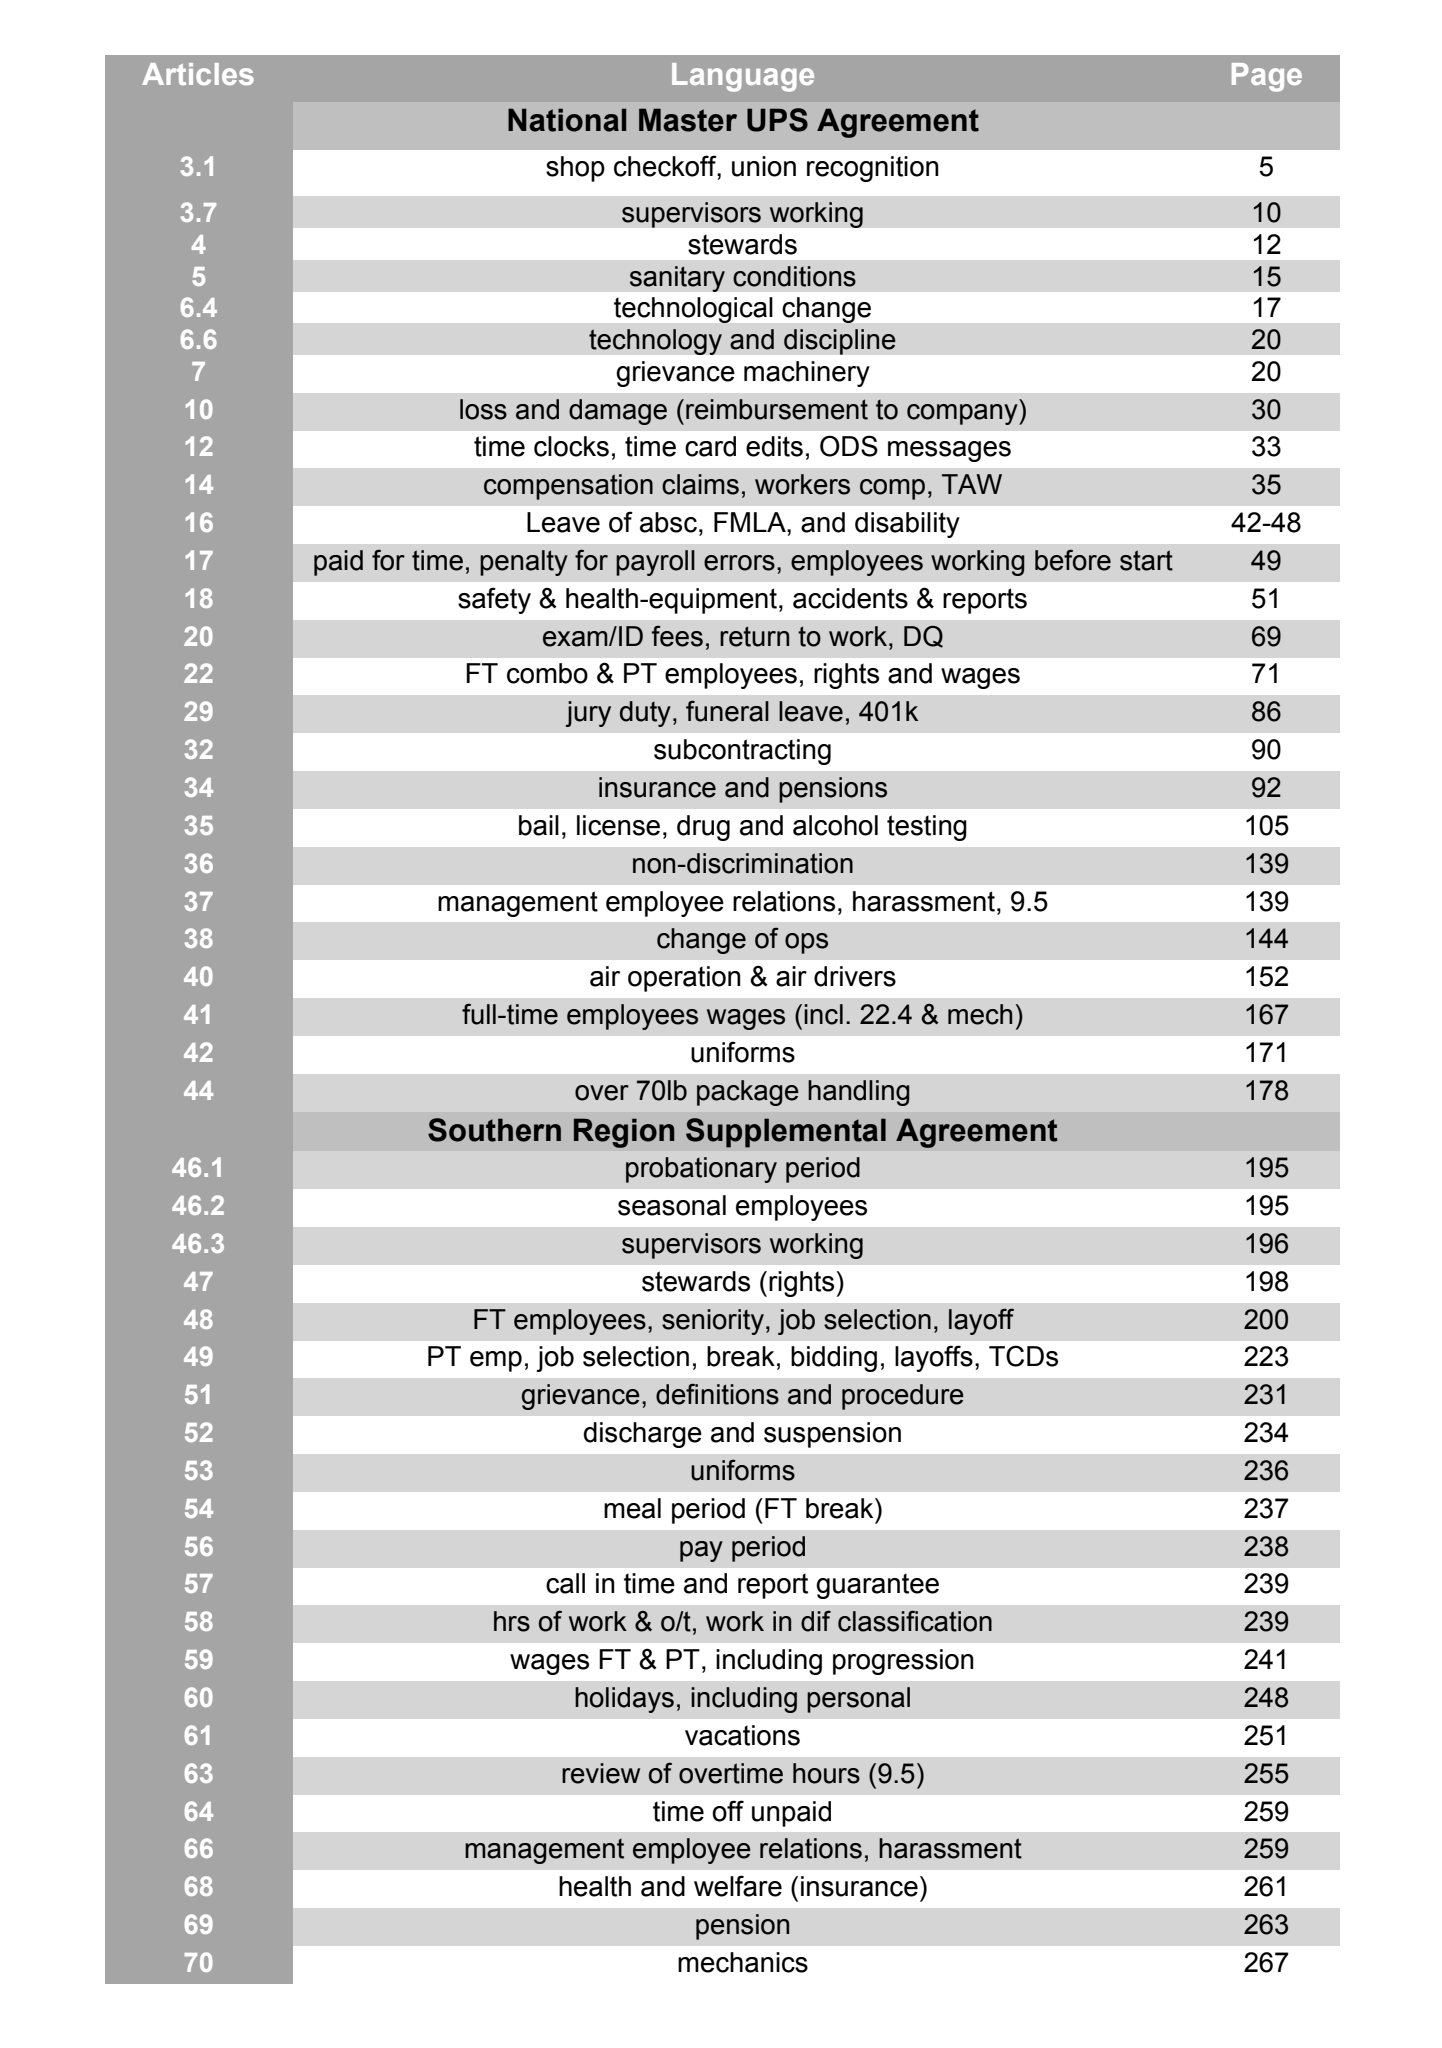 Articles Language Page
National Master UPS Agreement
3.1 shop checkoff, union recognition 5
3.7 supervisors working 10
4 stewards 12
5 sanitary conditions 15
6.4 technological change 17
6.6 technology and discipline 20
7 grievance machinery 20
10 loss and damage (reimbursement to company) 30
12 time clocks, time card edits, ODS messages 33
14 compensation claims, workers comp, TAW 35
16 Leave of absc, FMLA, and disability 42-48
17 paid for time, penalty for payroll errors, employees working before start 49
18 safety & health-equipment, accidents & reports 51
20 exam/ID fees, return to work, DQ 69
22 FT combo & PT employees, rights and wages 71
29 jury duty, funeral leave, 401k 86
32 subcontracting 90
34 insurance and pensions 92
35 bail, license, drug and alcohol testing 105
36 non-discrimination 139
37 management employee relations, harassment, 9.5 139
38 change of ops 144
40 air operation & air drivers 152
41 full-time employees wages (incl. 22.4 & mech) 167
42 uniforms 171
44 over 70lb package handling 178
Southern Region Supplemental Agreement
46.1 probationary period 195
46.2 seasonal employees 195
46.3 supervisors working 196
47 stewards (rights) 198
48 FT employees, seniority, job selection, layoff 200
49 PT emp, job selection, break, bidding, layoffs, TCDs 223
51 grievance, definitions and procedure 231
52 discharge and suspension 234
53 uniforms 236
54 meal period (FT break) 237
56 pay period 238
57 call in time and report guarantee 239
58 hrs of work & o/t, work in dif classification 239
59 wages FT & PT, including progression 241
60 holidays, including personal 248
61 vacations 251
63 review of overtime hours (9.5) 255
64 time off unpaid 259
66 management employee relations, harassment 259
68 health and welfare (insurance) 261
69 pension 263
70 mechanics 267